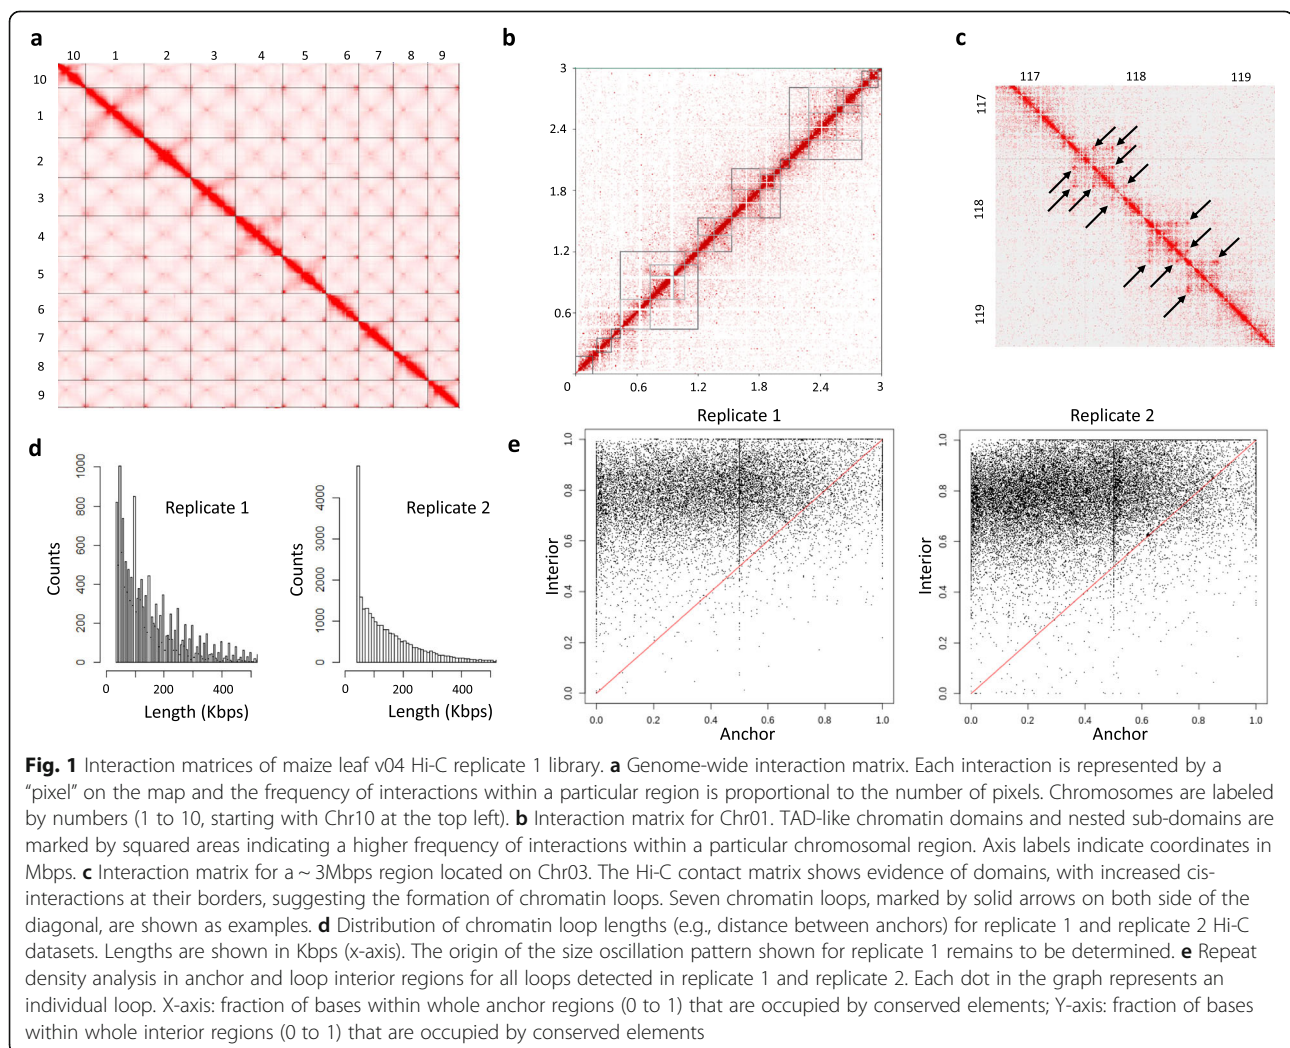 a
b
c
10 1 2 3 4 5 6 7 8 9
10
1
2
3
4
5
6
7
8
9
3
2.4
1.8
1.2
0.6
0 0.6 1.2 1.8 2.4 3
117 118 119
117
118
119
d
Replicate 1
Counts
1000
800
600
400
200
0
0 200 400
Length (Kbps)
Replicate 2
Counts
4000
3000
2000
1000
0
0 200 400
Length (Kbps)
e
Replicate 1
Interior
1.0
0.8
0.6
0.4
0.2
0.0
0.0 0.2 0.4 0.6 0.8 1.0
Anchor
Replicate 2
Interior
1.0
0.8
0.6
0.4
0.2
0.0
0.0 0.2 0.4 0.6 0.8 1.0
Anchor
Fig. 1 Interaction matrices of maize leaf v04 Hi-C replicate 1 library. a Genome-wide interaction matrix. Each interaction is represented by a
“pixel” on the map and the frequency of interactions within a particular region is proportional to the number of pixels. Chromosomes are labeled
by numbers (1 to 10, starting with Chr10 at the top left). b Interaction matrix for Chr01. TAD-like chromatin domains and nested sub-domains are
marked by squared areas indicating a higher frequency of interactions within a particular chromosomal region. Axis labels indicate coordinates in
Mbps. c Interaction matrix for a ~ 3Mbps region located on Chr03. The Hi-C contact matrix shows evidence of domains, with increased cis-
interactions at their borders, suggesting the formation of chromatin loops. Seven chromatin loops, marked by solid arrows on both side of the
diagonal, are shown as examples. d Distribution of chromatin loop lengths (e.g., distance between anchors) for replicate 1 and replicate 2 Hi-C
datasets. Lengths are shown in Kbps (x-axis). The origin of the size oscillation pattern shown for replicate 1 remains to be determined. e Repeat
density analysis in anchor and loop interior regions for all loops detected in replicate 1 and replicate 2. Each dot in the graph represents an
individual loop. X-axis: fraction of bases within whole anchor regions (0 to 1) that are occupied by conserved elements; Y-axis: fraction of bases
within whole interior regions (0 to 1) that are occupied by conserved elements